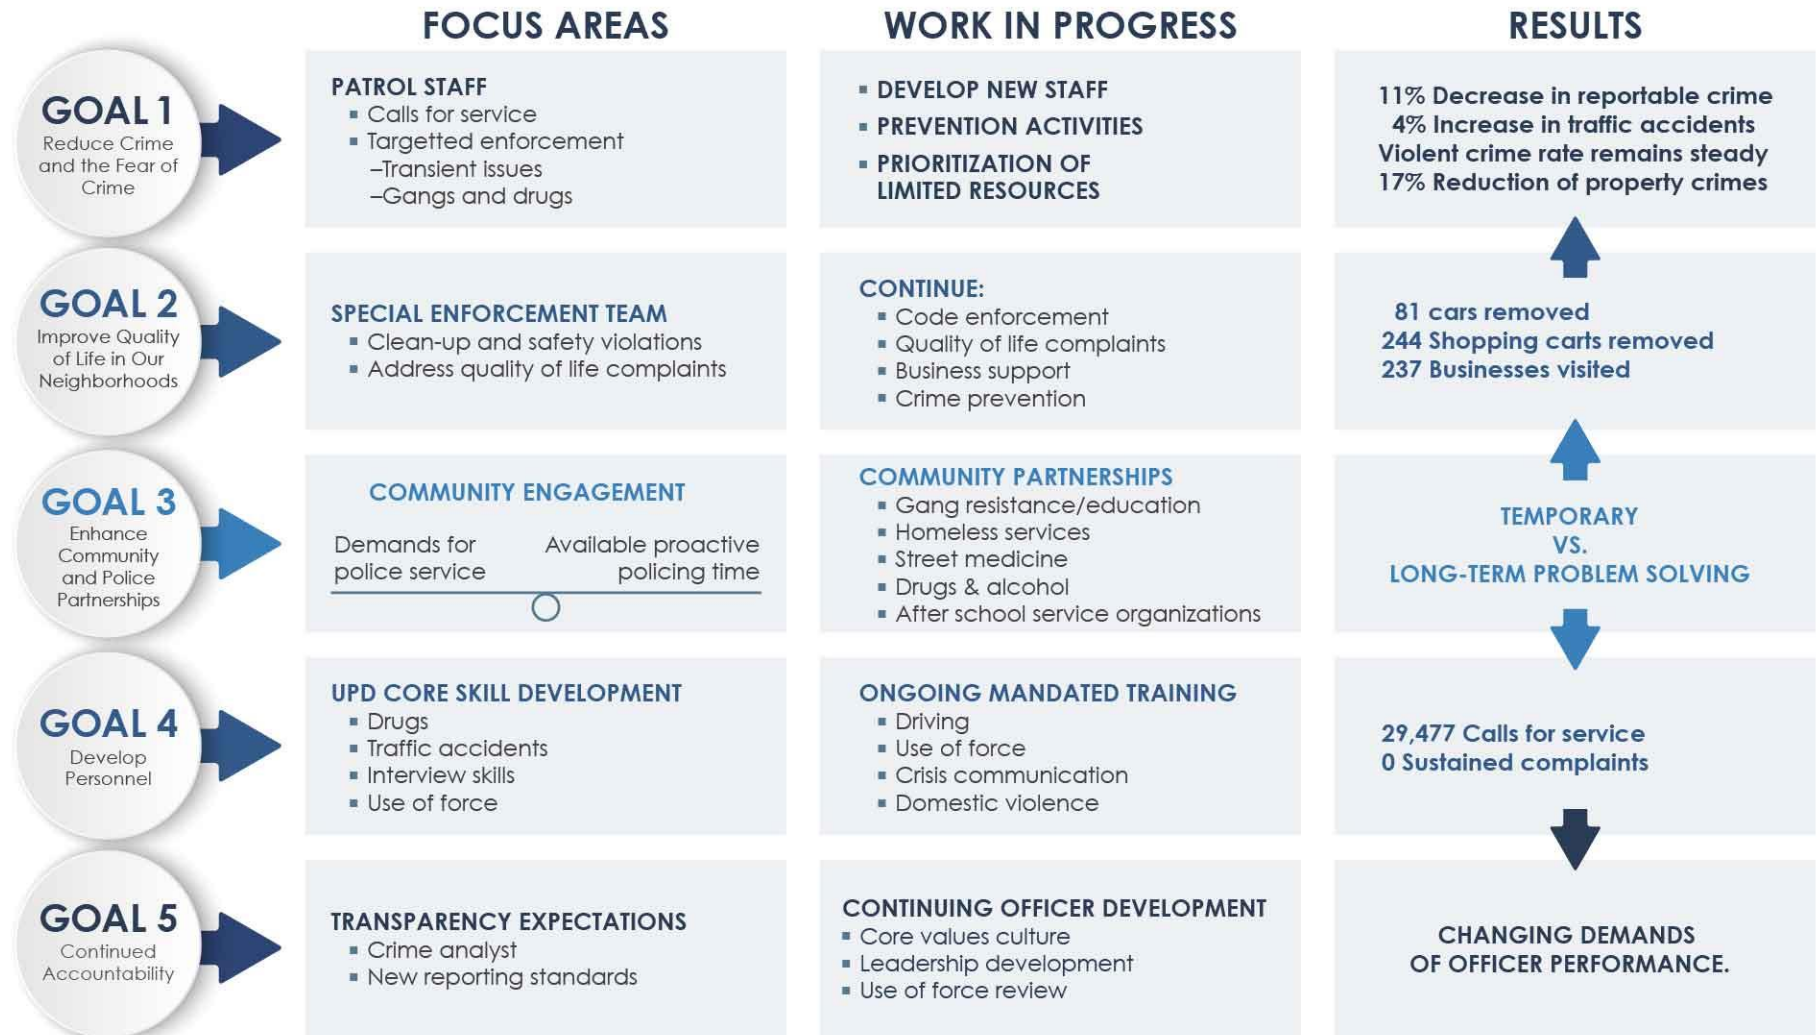 FOCUS AREAS
WORK IN PROGRESS
RESULTS
GOAL 1
Reduce Crime
and the Fear of
Crime
PATROL STAFF
▪ Calls for service
▪ Targetted enforcement
–Transient issues
–Gangs and drugs
▪ DEVELOP NEW STAFF
▪ PREVENTION ACTIVITIES
▪ PRIORITIZATION OF
LIMITED RESOURCES
11% Decrease in reportable crime
4% Increase in traffic accidents
Violent crime rate remains steady
17% Reduction of property crimes
GOAL 2
Improve Quality
of Life in Our
Neighborhoods
SPECIAL ENFORCEMENT TEAM
▪ Clean-up and safety violations
▪ Address quality of life complaints
CONTINUE:
▪ Code enforcement
▪ Quality of life complaints
▪ Business support
▪ Crime prevention
81 cars removed
244 Shopping carts removed
237 Businesses visited
GOAL 3
Enhance
Community
and Police
Partnerships
COMMUNITY ENGAGEMENT
Demands for
police service
Available proactive
policing time
COMMUNITY PARTNERSHIPS
▪ Gang resistance/education
▪ Homeless services
▪ Street medicine
▪ Drugs & alcohol
▪ After school service organizations
TEMPORARY
VS.
LONG-TERM PROBLEM SOLVING
GOAL 4
Develop
Personnel
UPD CORE SKILL DEVELOPMENT
▪ Drugs
▪ Traffic accidents
▪ Interview skills
▪ Use of force
ONGOING MANDATED TRAINING
▪ Driving
▪ Use of force
▪ Crisis communication
▪ Domestic violence
29,477 Calls for service
0 Sustained complaints
GOAL 5
Continued
Accountability
TRANSPARENCY EXPECTATIONS
▪ Crime analyst
▪ New reporting standards
CONTINUING OFFICER DEVELOPMENT
▪ Core values culture
▪ Leadership development
▪ Use of force review
CHANGING DEMANDS
OF OFFICER PERFORMANCE.